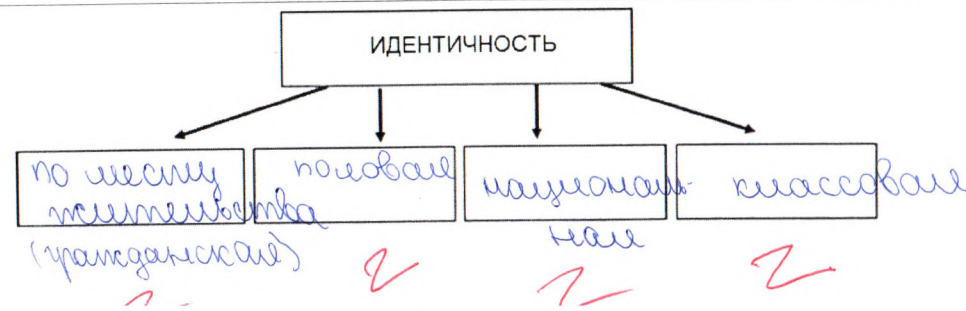 ИДЕНТИЧНОСТЬ
по месту
жительства
(гражданская)
половая
националь-
ная
классовая